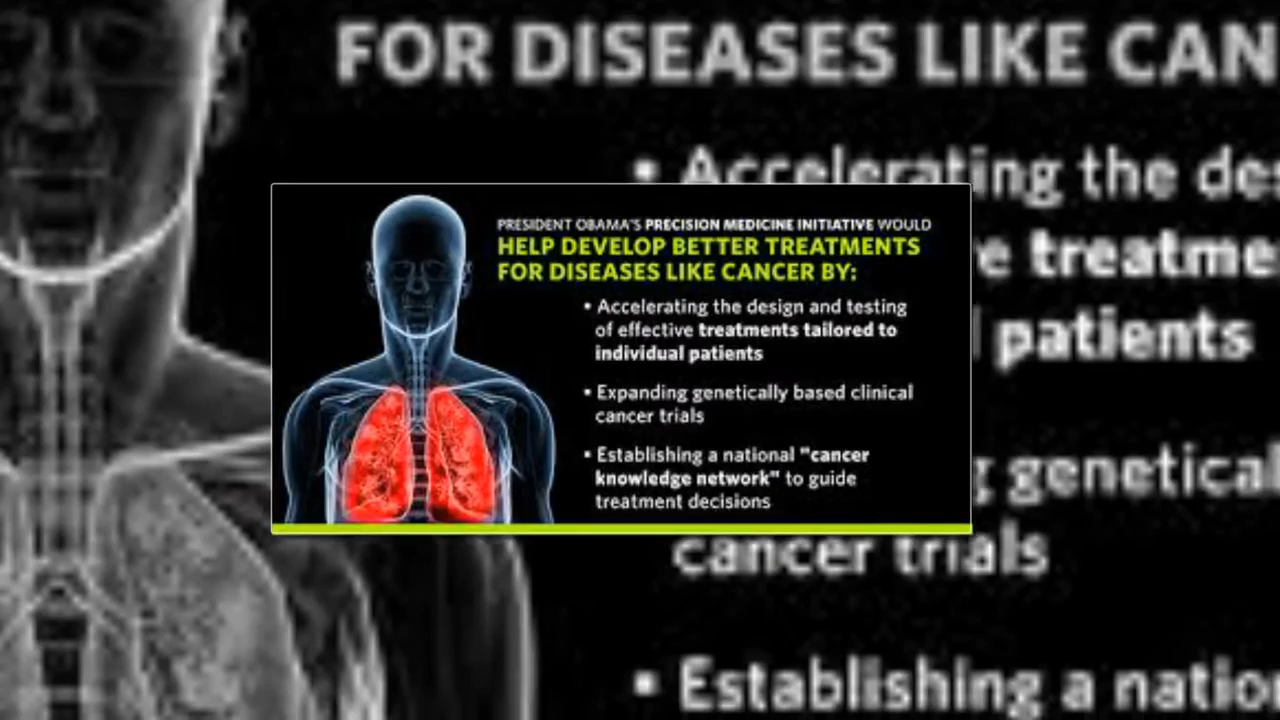 FOR DISEASES LIKE CAN
• Accelerating the des
PRESIDENT OBAMA'S PRECISION MEDICINE INITIATIVE WOULD
HELP DEVELOP BETTER TREATMENTS
FOR DISEASES LIKE CANCER BY:
• Accelerating the design and testing
of effective treatments tailored to
individual patients
• Expanding genetically based clinical
cancer trials
• Establishing a national "cancer
knowledge network" to guide
treatment decisions
e treatme
patients
g genetical
cancer trials
• Establishing a nation